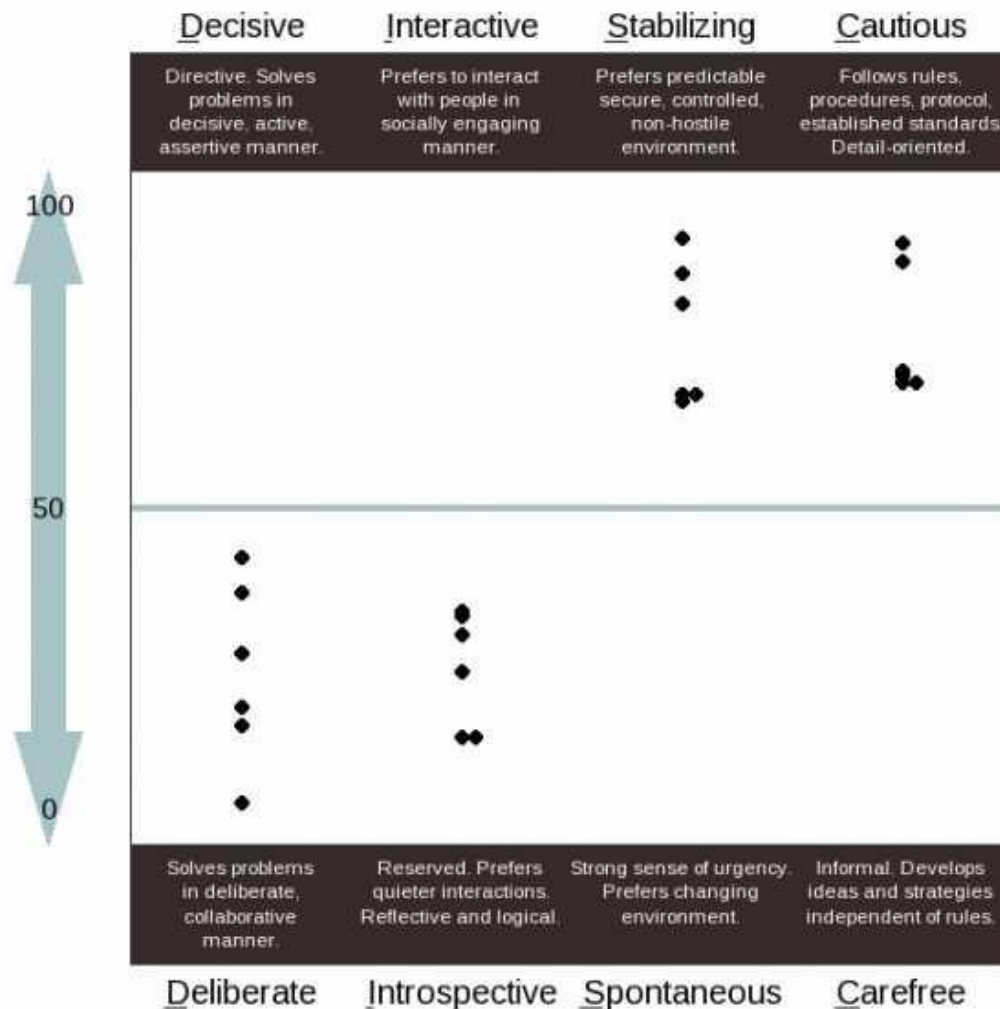 Decisive
Interactive
Stabilizing
Cautious
Directive. Solves
problems in
decisive, active,
assertive manner.
Prefers to interact
with people in
socially engaging
manner.
Prefers predictable
secure, controlled,
non-hostile
environment.
Follows rules,
procedures, protocol,
established standards
Detail-oriented.
100
50
0
Solves problems
in deliberate,
collaborative
manner.
Reserved. Prefers
quieter interactions.
Reflective and logical.
Strong sense of urgency.
Prefers changing
environment.
Informal. Develops
ideas and strategies
independent of rules.
Deliberate
Introspective
Spontaneous
Carefree